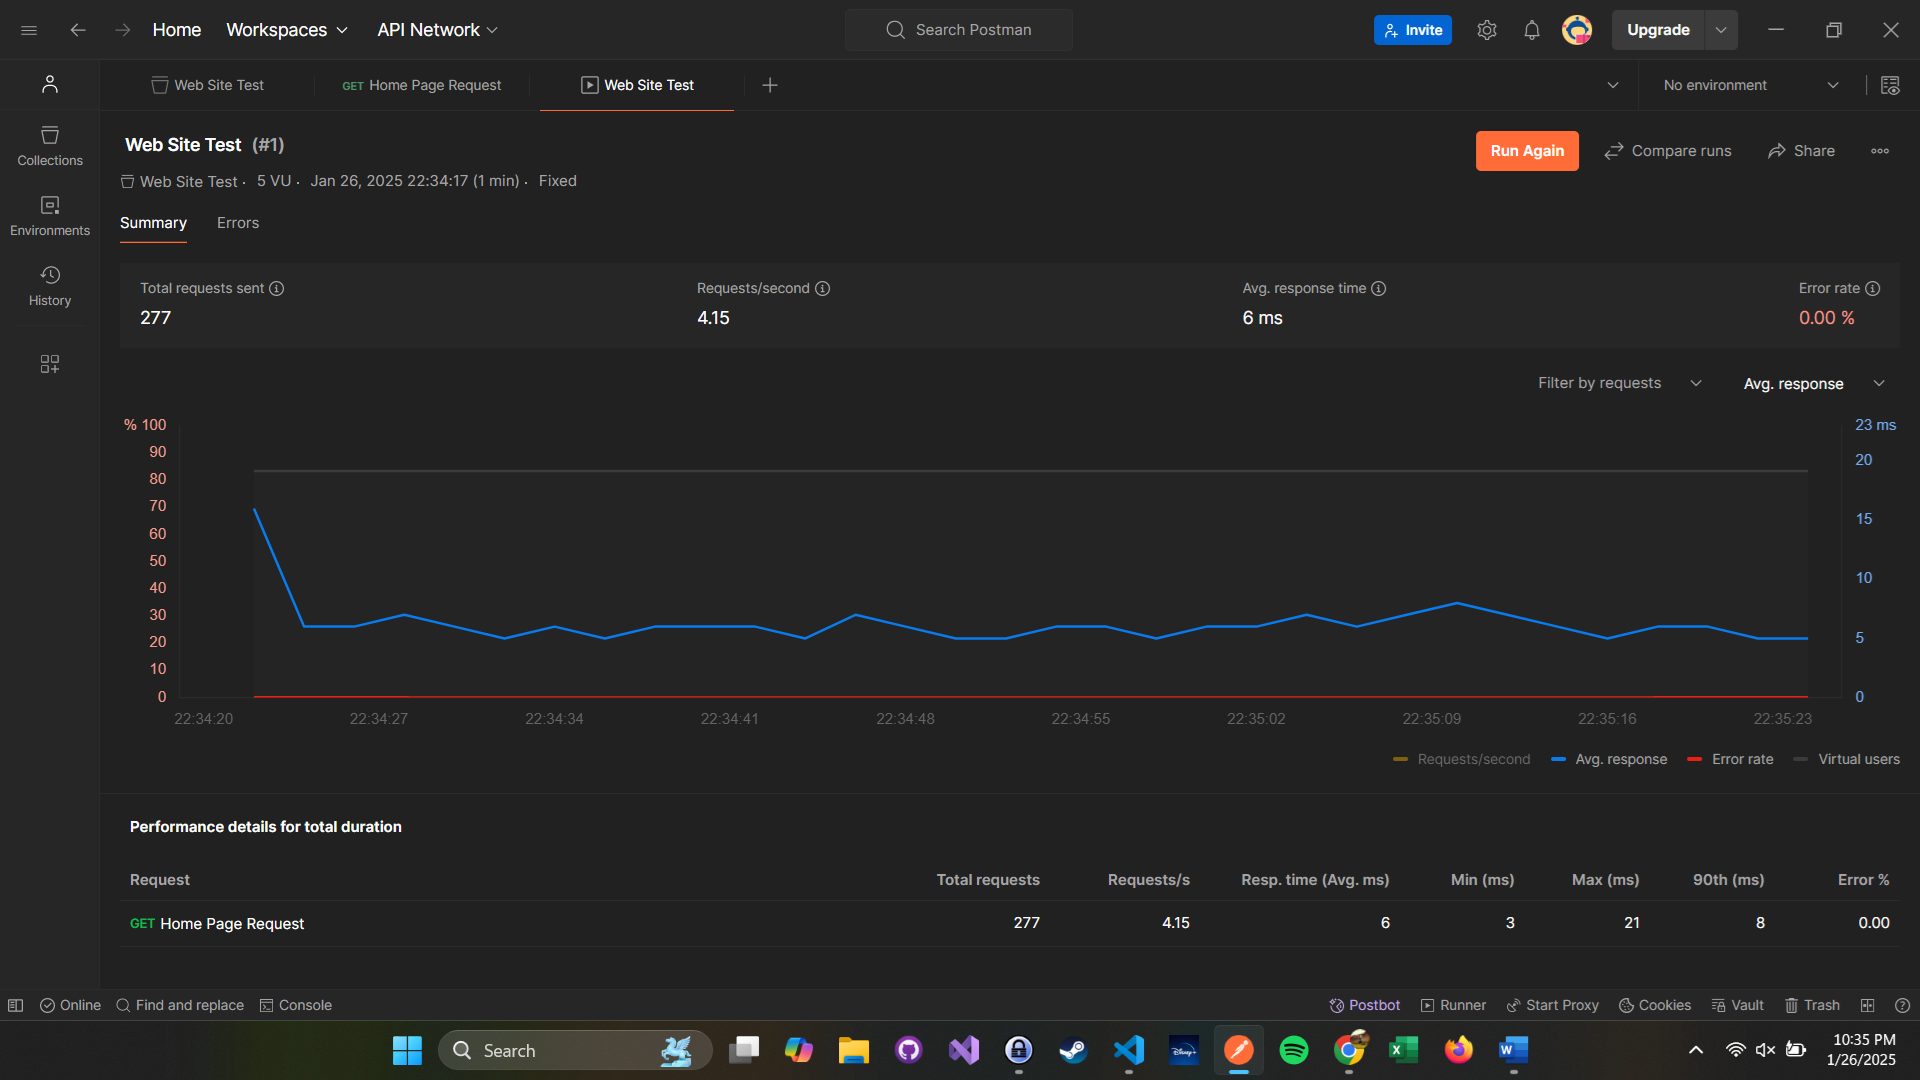 Home Workspaces API Network Search Postman Invite Upgrade
Web Site Test GET Home Page Request Web Site Test No environment
Collections
Environments
History
Web Site Test (#1)
Run Again Compare runs Share
Web Site Test · 5 VU · Jan 26, 2025 22:34:17 (1 min) · Fixed
Summary Errors
Total requests sent Requests/second Avg. response time Error rate
277 4.15 6 ms 0.00 %
Filter by requests Avg. response
% 100 23 ms
90
20
80
70
15
60
50
10
40
30
20
5
10
0 0
22:34:20 22:34:27 22:34:34 22:34:41 22:34:48 22:34:55 22:35:02 22:35:09 22:35:16 22:35:23
Requests/second Avg. response Error rate Virtual users
Performance details for total duration
Request Total requests Requests/s Resp. time (Avg. ms) Min (ms) Max (ms) 90th (ms) Error %
GET Home Page Request 277 4.15 6 3 21 8 0.00
Online Find and replace Console Postbot Runner Start Proxy Cookies Vault Trash
Search
Disney+
10:35 PM
1/26/2025